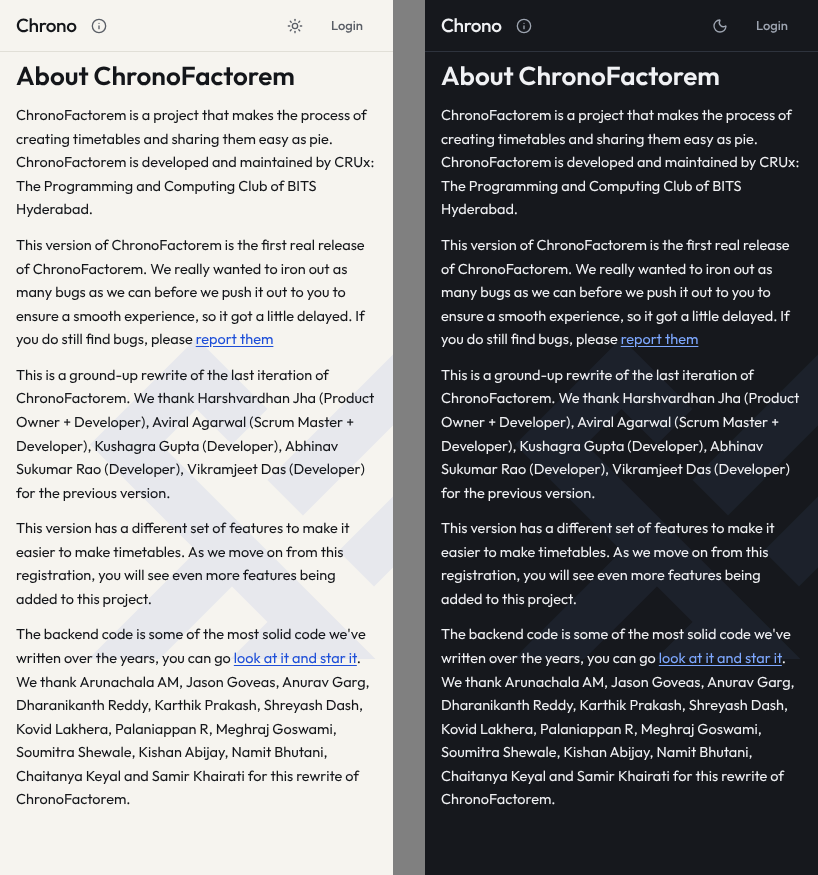 Chrono
Login
About ChronoFactorem
ChronoFactorem is a project that makes the process of
creating timetables and sharing them easy as pie.
ChronoFactorem is developed and maintained by CRUx:
The Programming and Computing Club of BITS
Hyderabad.
This version of ChronoFactorem is the first real release
of ChronoFactorem. We really wanted to iron out as
many bugs as we can before we push it out to you to
ensure a smooth experience, so it got a little delayed. If
you do still find bugs, please report them
This is a ground-up rewrite of the last iteration of
ChronoFactorem. We thank Harshvardhan Jha (Product
Owner + Developer), Aviral Agarwal (Scrum Master +
Developer), Kushagra Gupta (Developer), Abhinav
Sukumar Rao (Developer), Vikramjeet Das (Developer)
for the previous version.
This version has a different set of features to make it
easier to make timetables. As we move on from this
registration, you will see even more features being
added to this project.
The backend code is some of the most solid code we've
written over the years, you can go look at it and star it.
We thank Arunachala AM, Jason Goveas, Anurav Garg,
Dharanikanth Reddy, Karthik Prakash, Shreyash Dash,
Kovid Lakhera, Palaniappan R, Meghraj Goswami,
Soumitra Shewale, Kishan Abijay, Namit Bhutani,
Chaitanya Keyal and Samir Khairati for this rewrite of
ChronoFactorem.
Chrono
Login
About ChronoFactorem
ChronoFactorem is a project that makes the process of
creating timetables and sharing them easy as pie.
ChronoFactorem is developed and maintained by CRUx:
The Programming and Computing Club of BITS
Hyderabad.
This version of ChronoFactorem is the first real release
of ChronoFactorem. We really wanted to iron out as
many bugs as we can before we push it out to you to
ensure a smooth experience, so it got a little delayed. If
you do still find bugs, please report them
This is a ground-up rewrite of the last iteration of
ChronoFactorem. We thank Harshvardhan Jha (Product
Owner + Developer), Aviral Agarwal (Scrum Master +
Developer), Kushagra Gupta (Developer), Abhinav
Sukumar Rao (Developer), Vikramjeet Das (Developer)
for the previous version.
This version has a different set of features to make it
easier to make timetables. As we move on from this
registration, you will see even more features being
added to this project.
The backend code is some of the most solid code we've
written over the years, you can go look at it and star it.
We thank Arunachala AM, Jason Goveas, Anurav Garg,
Dharanikanth Reddy, Karthik Prakash, Shreyash Dash,
Kovid Lakhera, Palaniappan R, Meghraj Goswami,
Soumitra Shewale, Kishan Abijay, Namit Bhutani,
Chaitanya Keyal and Samir Khairati for this rewrite of
ChronoFactorem.